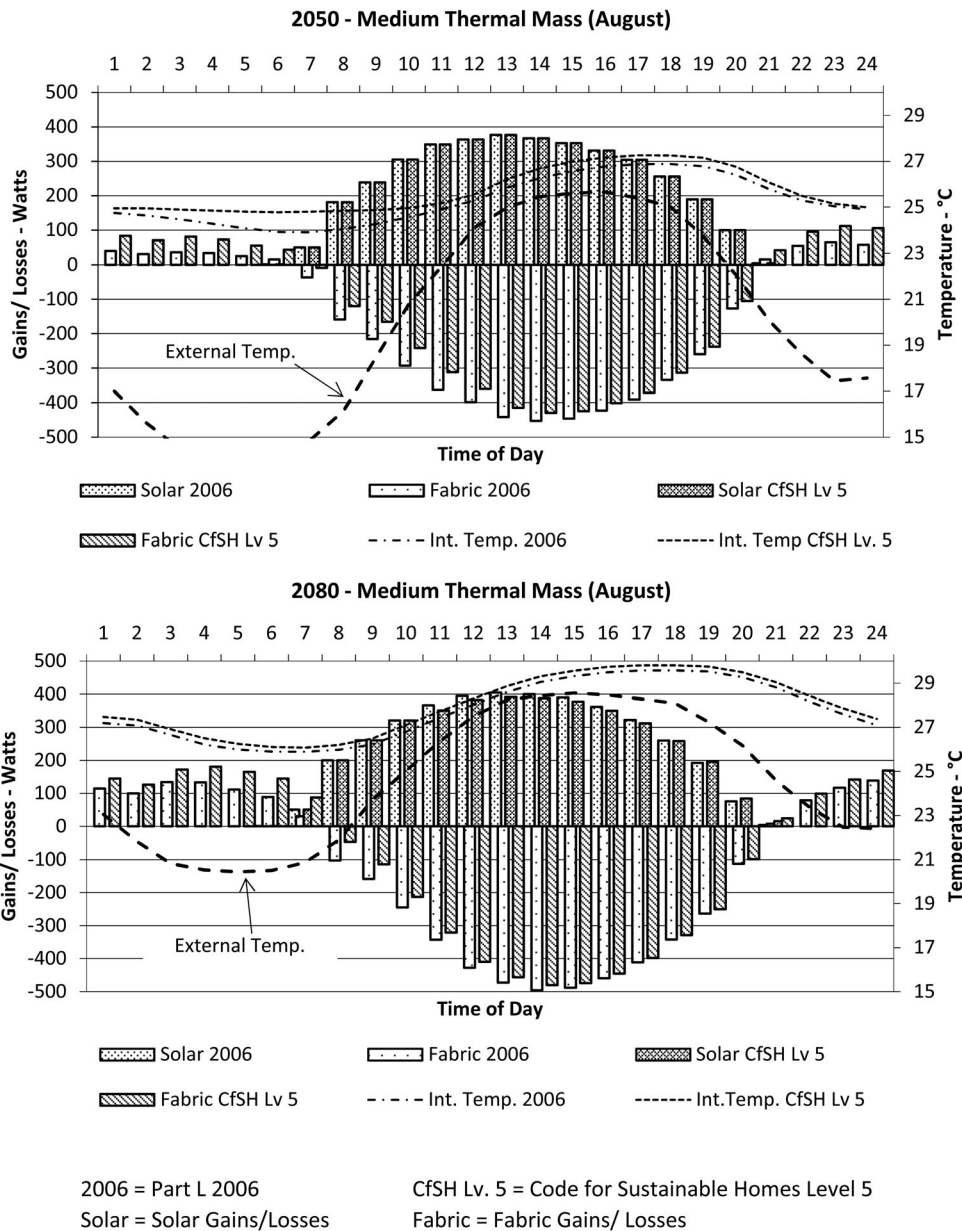 2050 - Medium Thermal Mass (August)
1 2 3 4 5 6 7 8 9 10 11 12 13 14 15 16 17 18 19 20 21 22 23 24
500
400
300
200
100
0
-100
-200
-300
-400
-500
Gains/ Losses - Watts
External Temp.
29
27
25
23
21
19
17
15
Temperature - °C
Time of Day
Solar 2006 Fabric 2006 Solar CfSH Lv 5
Fabric CfSH Lv 5 Int. Temp. 2006 Int. Temp CfSH Lv. 5
2080 - Medium Thermal Mass (August)
1 2 3 4 5 6 7 8 9 10 11 12 13 14 15 16 17 18 19 20 21 22 23 24
500
400
300
200
100
0
-100
-200
-300
-400
-500
Gains/ Losses - Watts
External Temp.
29
27
25
23
21
19
17
15
Temperature - °C
Time of Day
Solar 2006 Fabric 2006 Solar CfSH Lv 5
Fabric CfSH Lv 5 Int. Temp. 2006 Int.Temp. CfSH Lv 5
2006 = Part L 2006 CfSH Lv. 5 = Code for Sustainable Homes Level 5
Solar = Solar Gains/Losses Fabric = Fabric Gains/ Losses